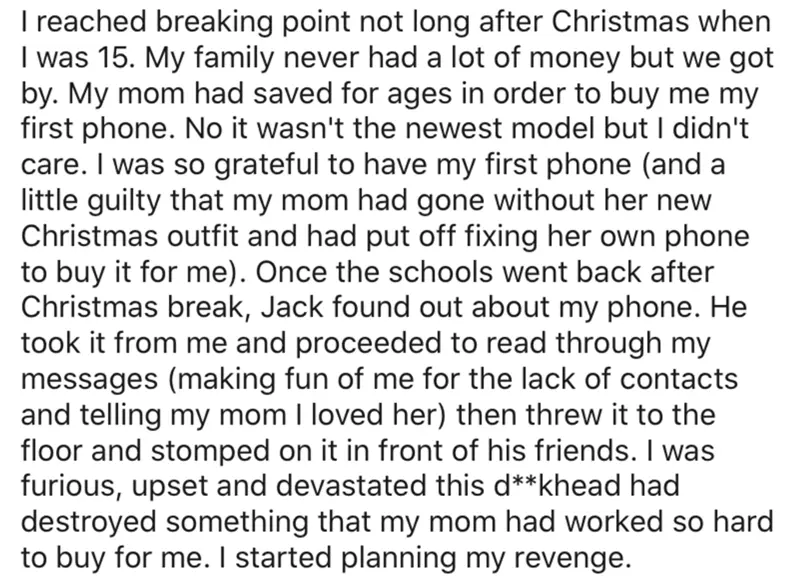 I reached breaking point not long after Christmas when
I was 15. My family never had a lot of money but we got
by. My mom had saved for ages in order to buy me my
first phone. No it wasn't the newest model but I didn't
care. I was so grateful to have my first phone (and a
little guilty that my mom had gone without her new
Christmas outfit and had put off fixing her own phone
to buy it for me). Once the schools went back after
Christmas break, Jack found out about my phone. He
took it from me and proceeded to read through my
messages (making fun of me for the lack of contacts
and telling my mom I loved her) then threw it to the
floor and stomped on it in front of his friends. I was
furious, upset and devastated this d**khead had
destroyed something that my mom had worked so hard
to buy for me. I started planning my revenge.